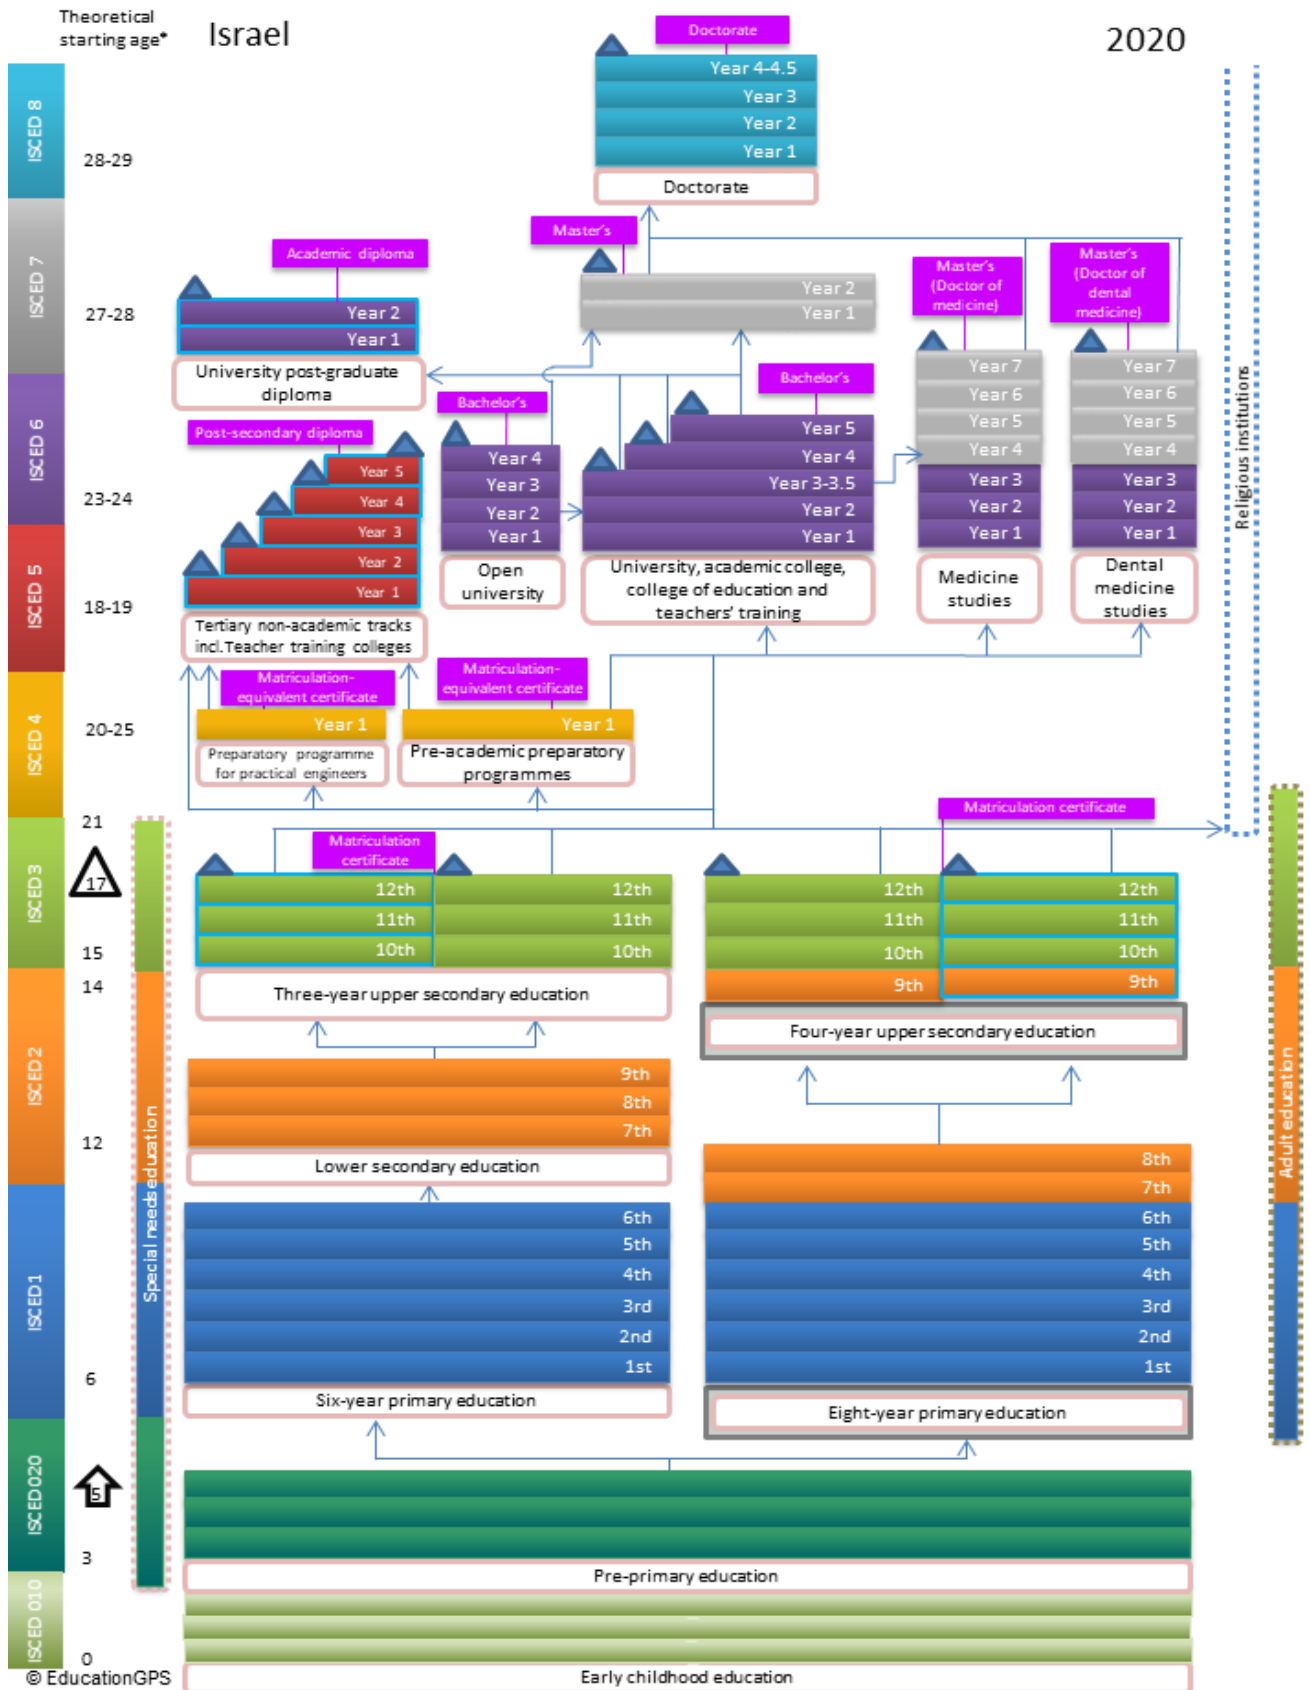 Theoretical
starting age*
Israel
2020
ISCED 8
28-29
Doctorate
Year 4-4.5
Year 3
Year 2
Year 1
Doctorate
ISCED 7
27-28
Academic diploma
Year 2
Year 1
University post-graduate
diploma
Master's
Year 2
Year 1
Master's
(Doctor of
medicine)
Year 7
Year 6
Year 5
Year 4
Year 3
Year 2
Year 1
Medicine
studies
Master's
(Doctor of
dental
medicine)
Year 7
Year 6
Year 5
Year 4
Year 3
Year 2
Year 1
Dental
medicine
studies
Religious institutions
ISCED 6
23-24
Post-secondary diploma
Year 5
Year 4
Year 3
Year 2
Year 1
Tertiary non-academic tracks
incl.Teacher training colleges
Bachelor's
Year 4
Year 3
Year 2
Year 1
Open
university
Bachelor's
Year 5
Year 4
Year 3-3.5
Year 2
Year 1
University, academic college,
college of education and
teachers' training
ISCED 5
18-19
ISCED 4
20-25
Matriculation-
equivalent certificate
Year 1
Preparatory programme
for practical engineers
Matriculation-
equivalent certificate
Year 1
Pre-academic preparatory
programmes
ISCED 3
21
17
15
Matriculation
certificate
12th
11th
10th
12th
11th
10th
Three-year upper secondary education
Matriculation certificate
12th
11th
10th
9th
12th
11th
10th
9th
Four-year upper secondary education
ISCED2
14
12
9th
8th
7th
Lower secondary education
8th
7th
6th
5th
4th
3rd
2nd
1st
Eight-year primary education
ISCED1
6
6th
5th
4th
3rd
2nd
1st
Six-year primary education
Special needs education
Adult education
ISCED020
5
3
Pre-primary education
ISCED 010
0
Early childhood education
© EducationGPS